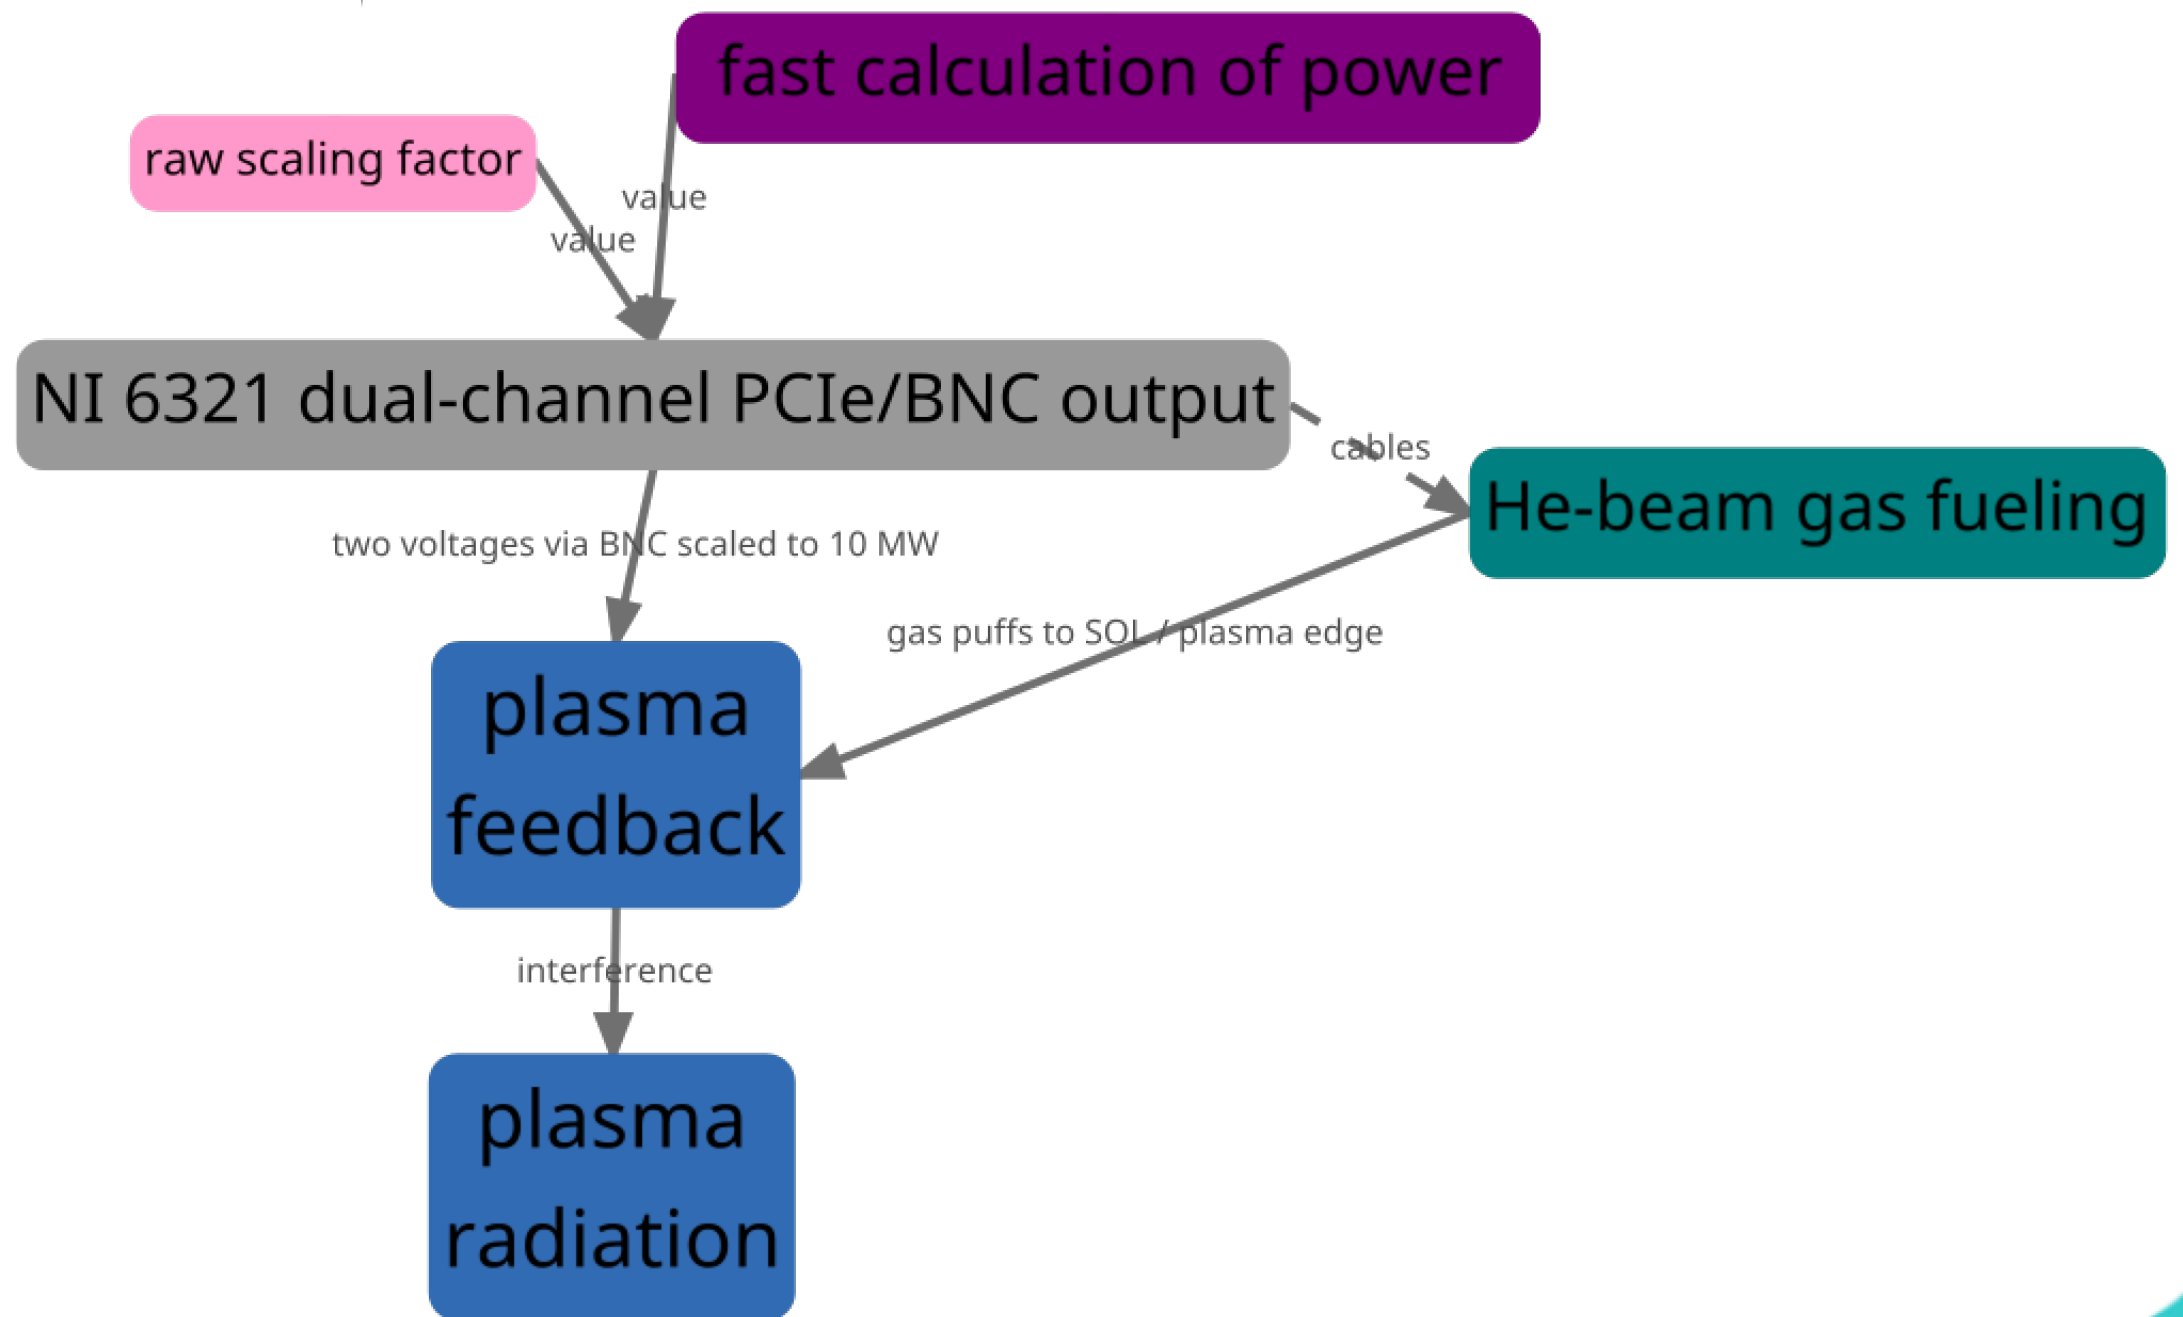 fast calculation of power
raw scaling factor
value
value
NI 6321 dual-channel PCIe/BNC output
cables
He-beam gas fueling
two voltages via BNC scaled to 10 MW
gas puffs to SOL / plasma edge
plasma
feedback
interference
plasma
radiation